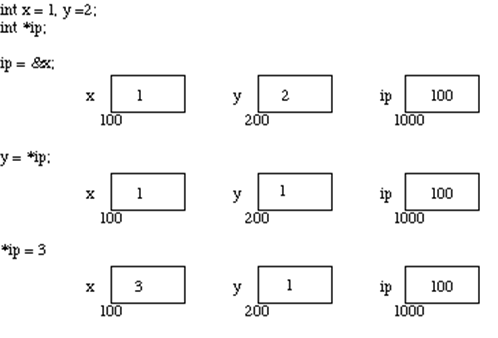 int x = 1, y =2;
int *ip;
ip = &x;
x 1 y 2 ip 100
100 200 1000
y = *ip;
x 1 y 1 ip 100
100 200 1000
*ip = 3
x 3 y 1 ip 100
100 200 1000